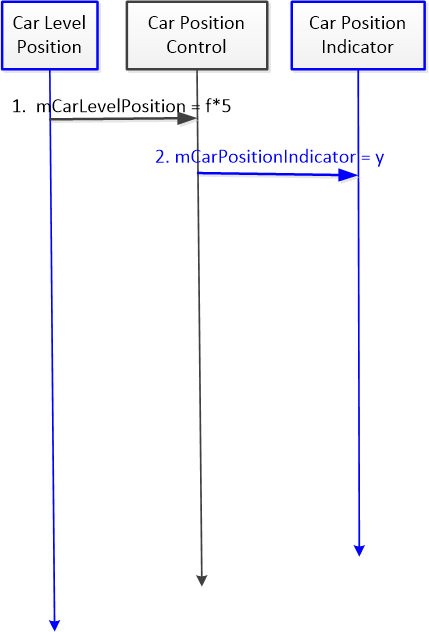 Car Level
Position
Car Position
Control
Car Position
Indicator
1. mCarLevelPosition = f*5
2. mCarPositionIndicator = y